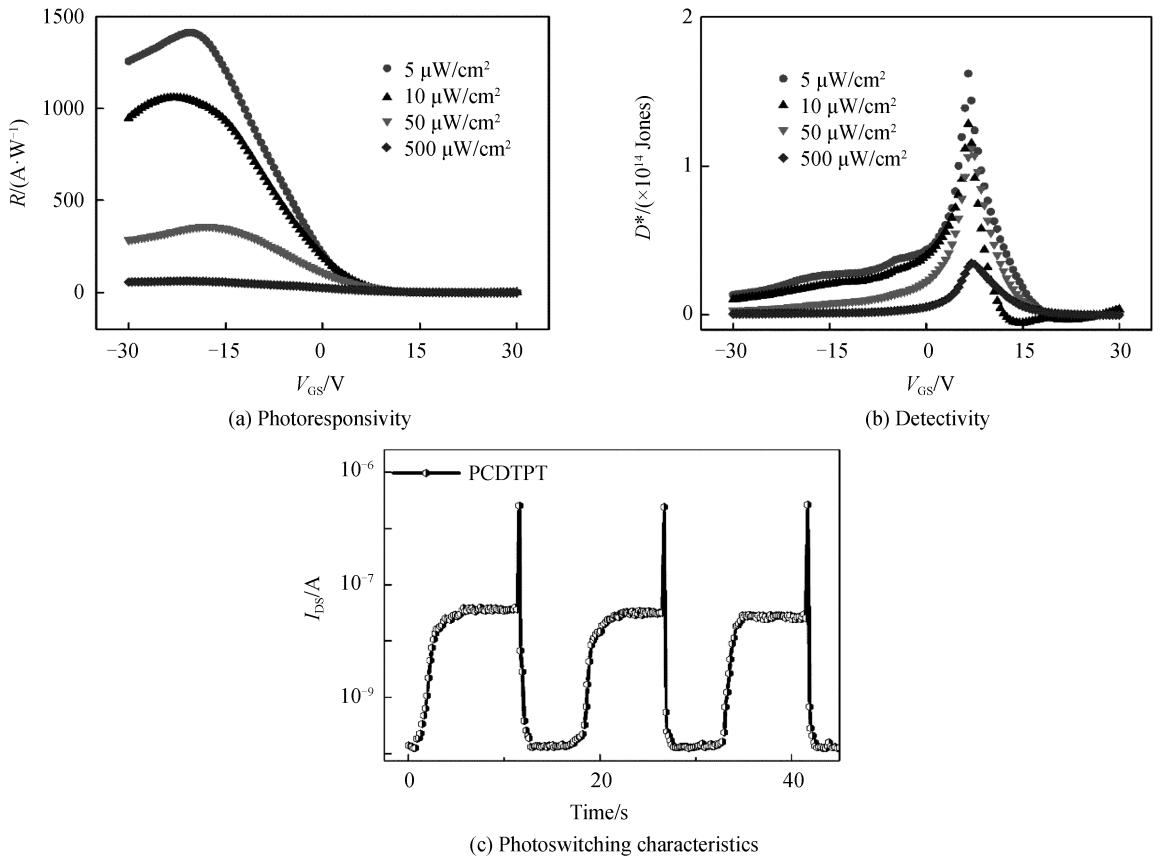 1500
1000
500
0
R/(A·W⁻¹)
5 μW/cm²
10 μW/cm²
50 μW/cm²
500 μW/cm²
−30
−15
0
15
30
V_GS/V
(a) Photoresponsivity
2
1
0
D*/(×10¹⁴ Jones)
5 μW/cm²
10 μW/cm²
50 μW/cm²
500 μW/cm²
−30
−15
0
15
30
V_GS/V
(b) Detectivity
10⁻⁶
10⁻⁷
10⁻⁹
I_DS/A
PCDTPT
0
20
40
Time/s
(c) Photoswitching characteristics